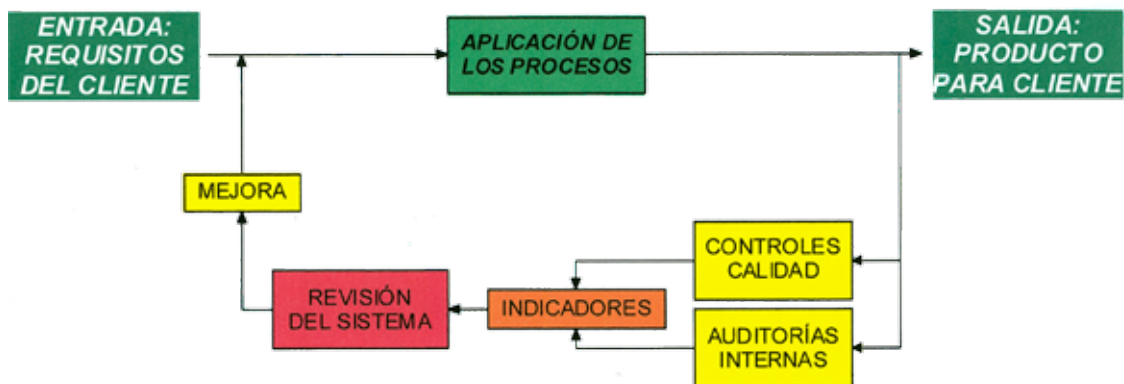 ENTRADA:
REQUISITOS
DEL CLIENTE
APLICACIÓN DE
LOS PROCESOS
SALIDA:
PRODUCTO
PARA CLIENTE
MEJORA
CONTROLES
CALIDAD
REVISIÓN
DEL SISTEMA
INDICADORES
AUDITORÍAS
INTERNAS